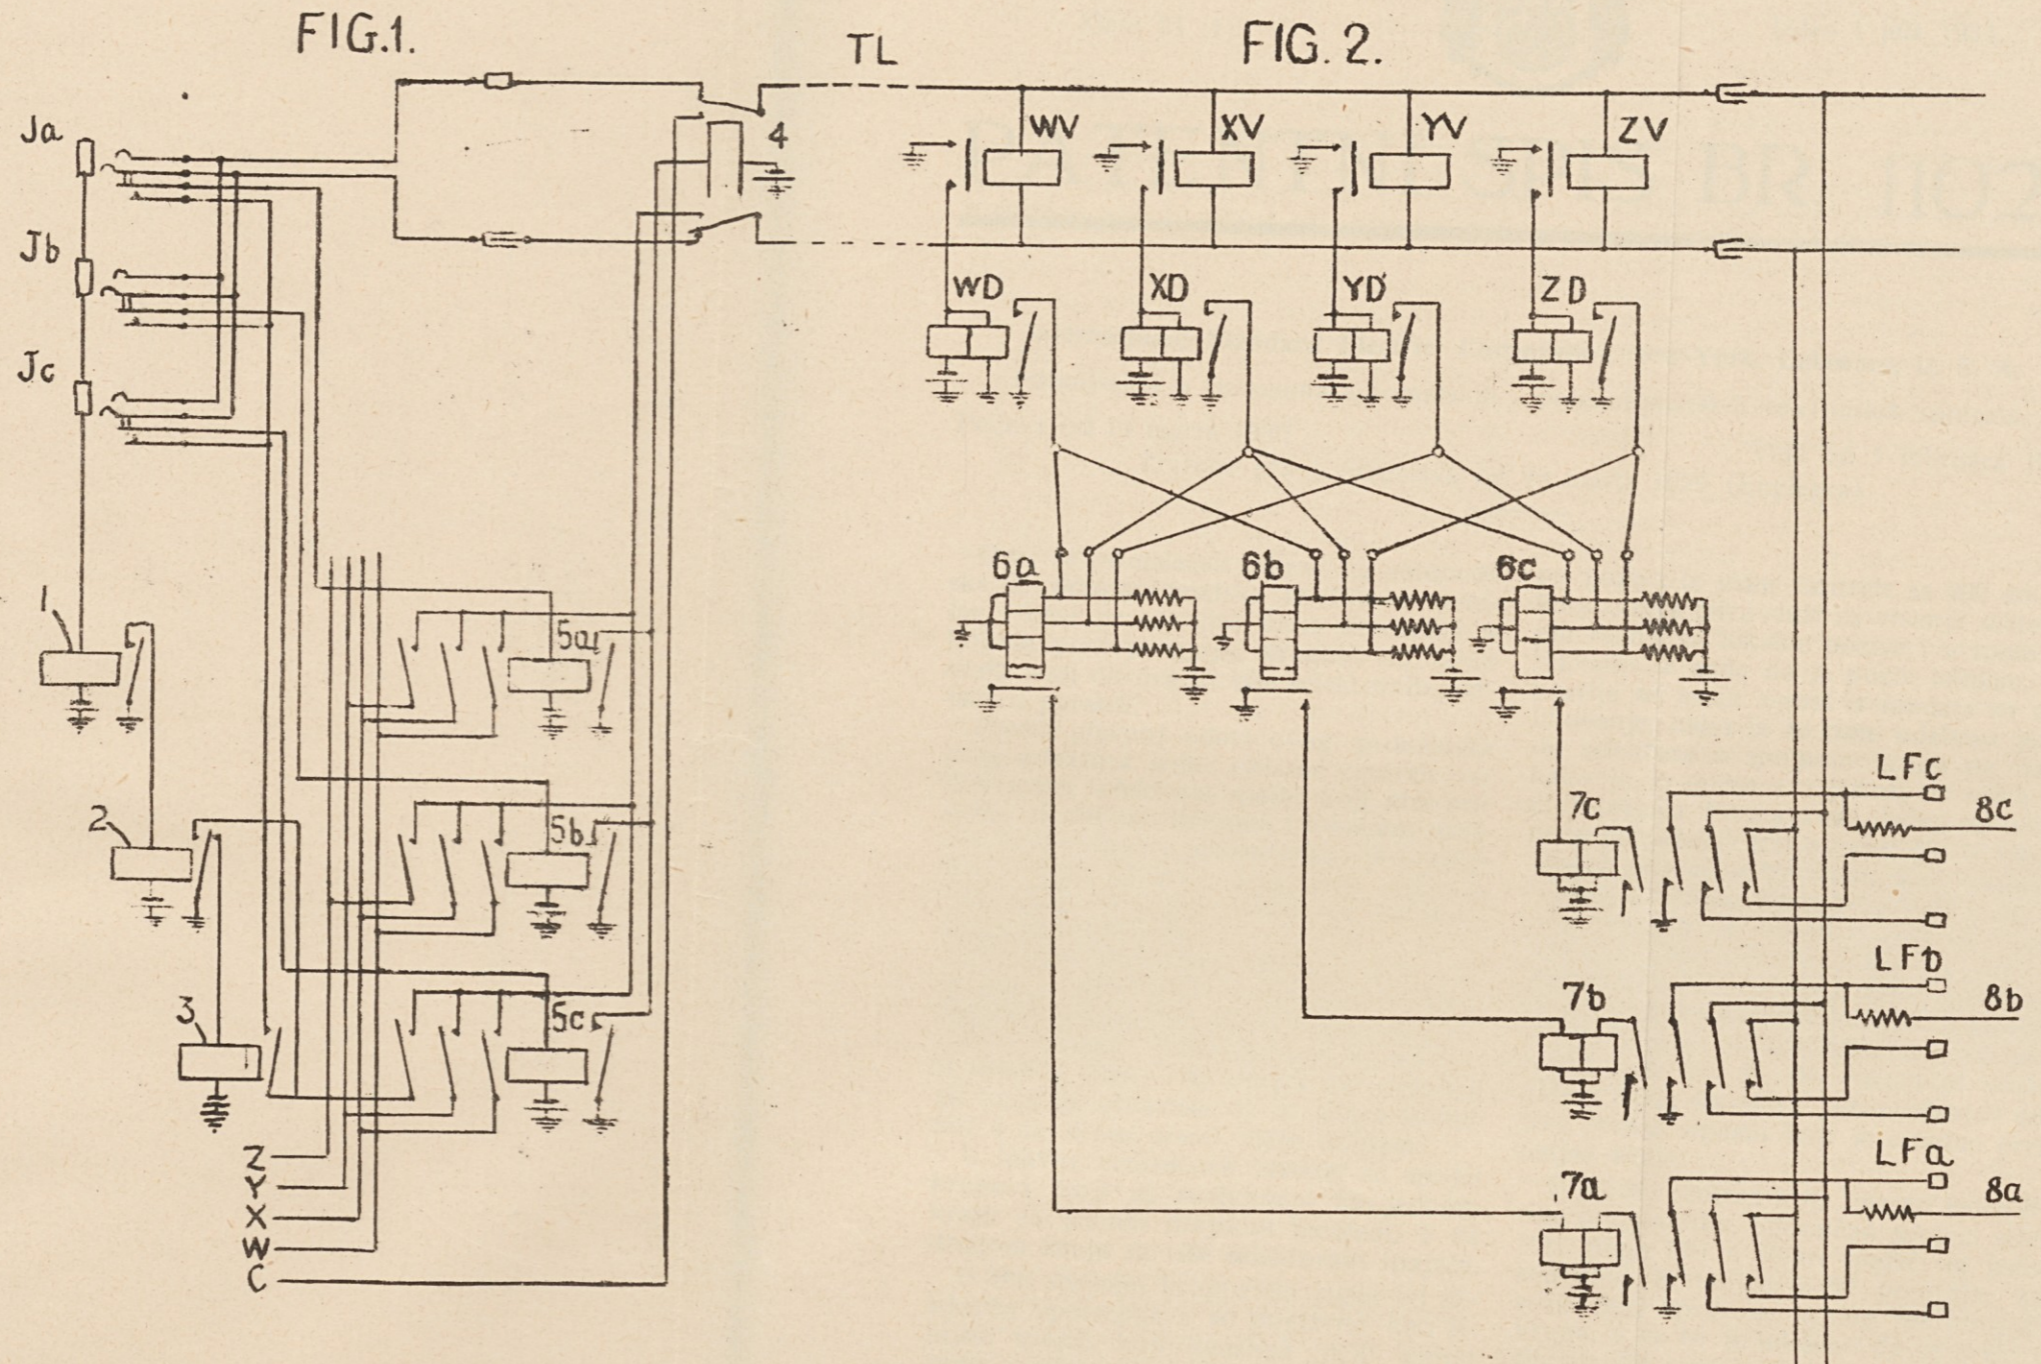 FIG.1.
TL
FIG. 2.
Ja
4
WV
XV
YV
ZV
Jb
WD
XD
YD
ZD
Jc
6a
6b
6c
1
5a
LFc
7c
8c
2
5b
LFb
7b
8b
3
5c
LFa
7a
8a
Z
Y
X
W
C